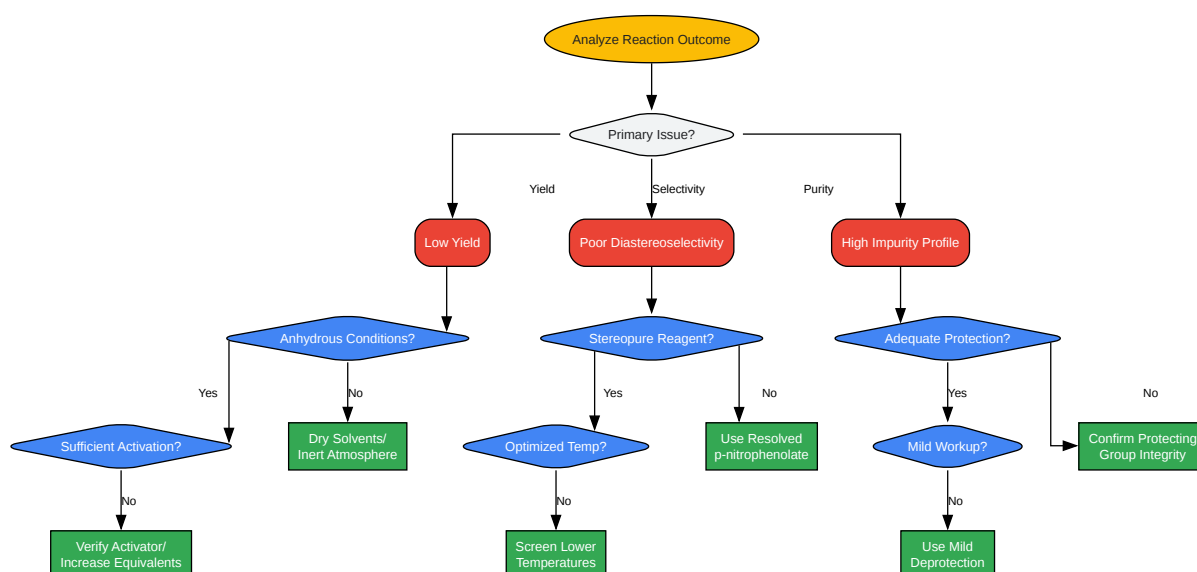 Analyze Reaction Outcome
Primary Issue?
Yield
Selectivity
Purity
Low Yield
Poor Diastereoselectivity
High Impurity Profile
Anhydrous Conditions?
Stereopure Reagent?
Adequate Protection?
Yes
No
Yes
No
Yes
No
Sufficient Activation?
Dry Solvents/
Inert Atmosphere
Optimized Temp?
Use Resolved
p-nitrophenolate
Mild Workup?
Confirm Protecting
Group Integrity
No
No
No
Verify Activator/
Increase Equivalents
Screen Lower
Temperatures
Use Mild
Deprotection